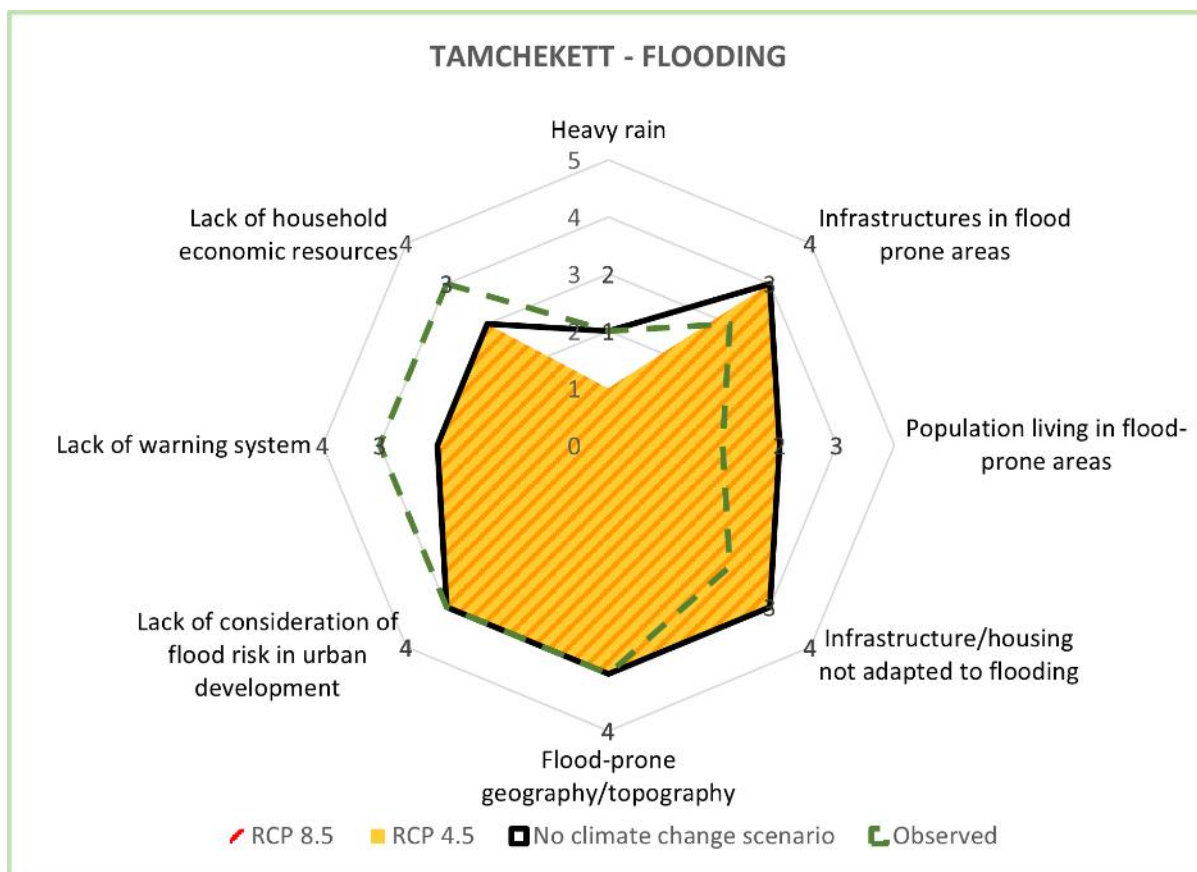 TAMCHEKETT - FLOODING
Heavy rain
5
4
3
2
2
1
1
0
Lack of household
economic resources
4
3
Infrastructures in flood
prone areas
4
3
Lack of warning system
4
3
Population living in flood-
prone areas
2
3
Lack of consideration of
flood risk in urban
development
4
Infrastructure/housing
not adapted to flooding
3
4
4
Flood-prone
geography/topography
RCP 8.5
RCP 4.5
No climate change scenario
Observed